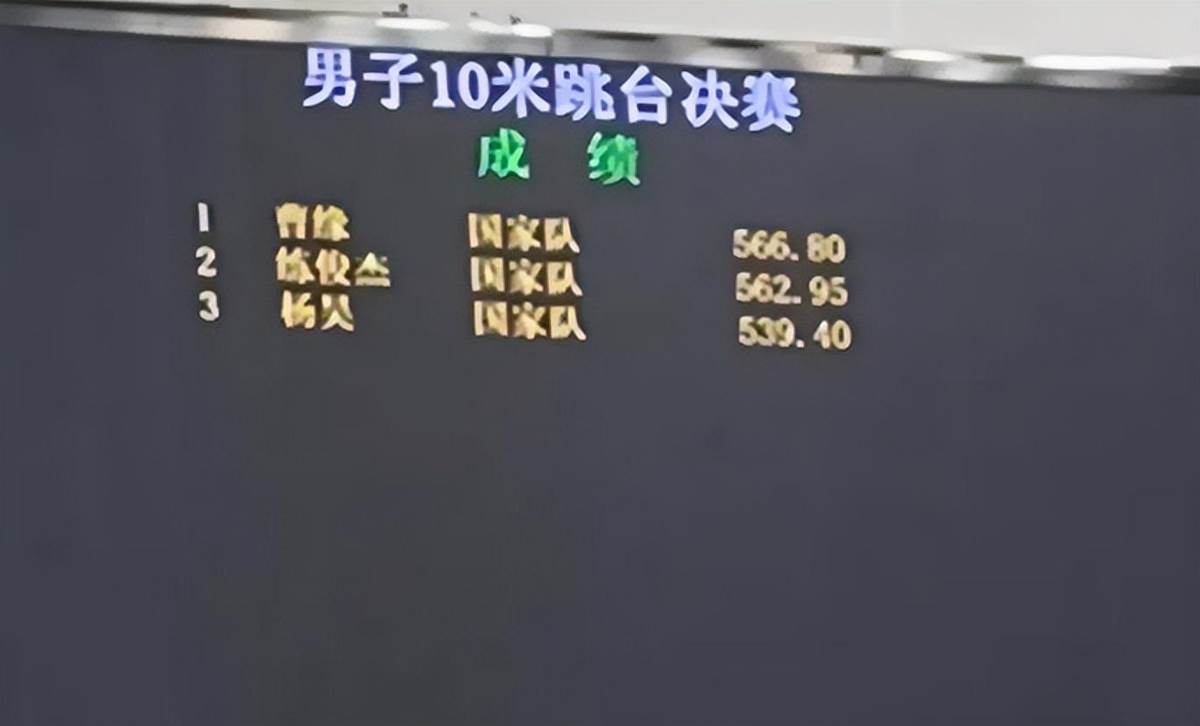 男子10米跳台决赛
成 绩
1 曹缘 国家队 566.80
2 练俊杰 国家队 562.95
3 杨昊 国家队 539.40